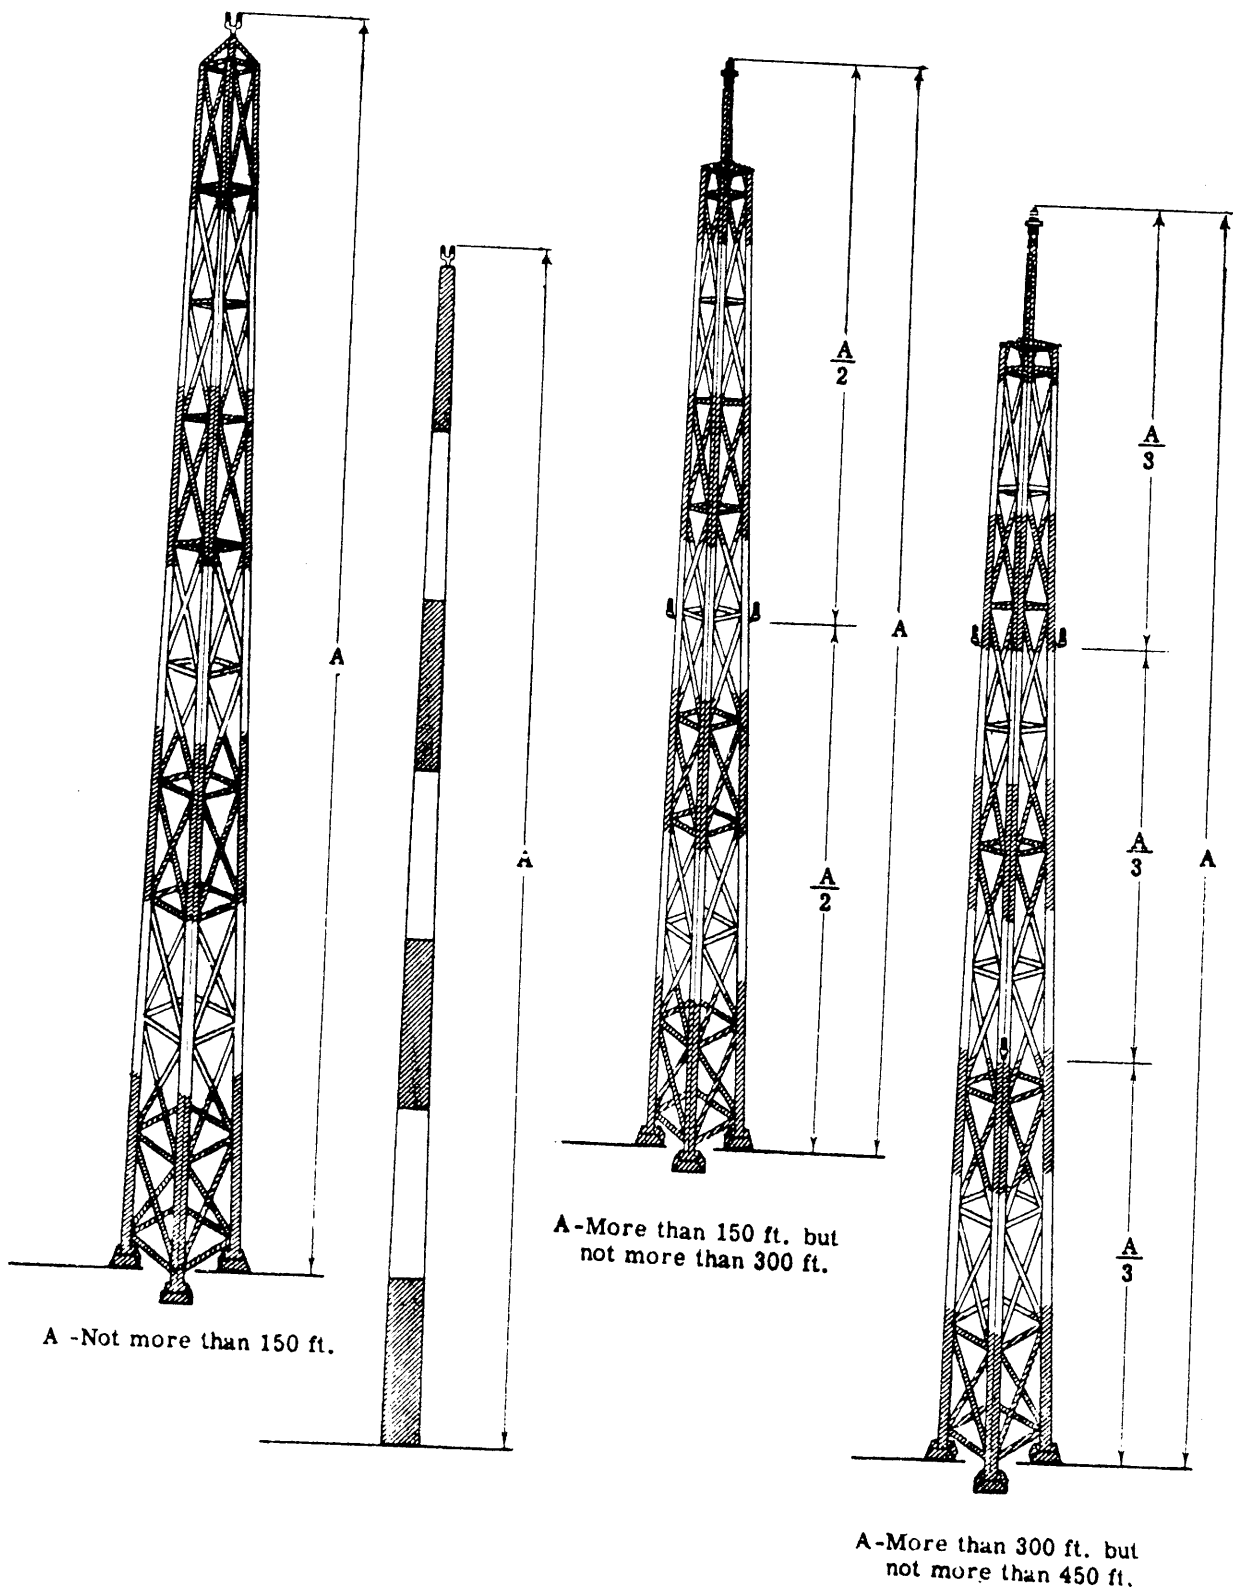 A
A
A
2
A
2
A
A
3
A
3
A
3
A
A -Not more than 150 ft.
A -More than 150 ft. but
not more than 300 ft.
A -More than 300 ft. but
not more than 450 ft.